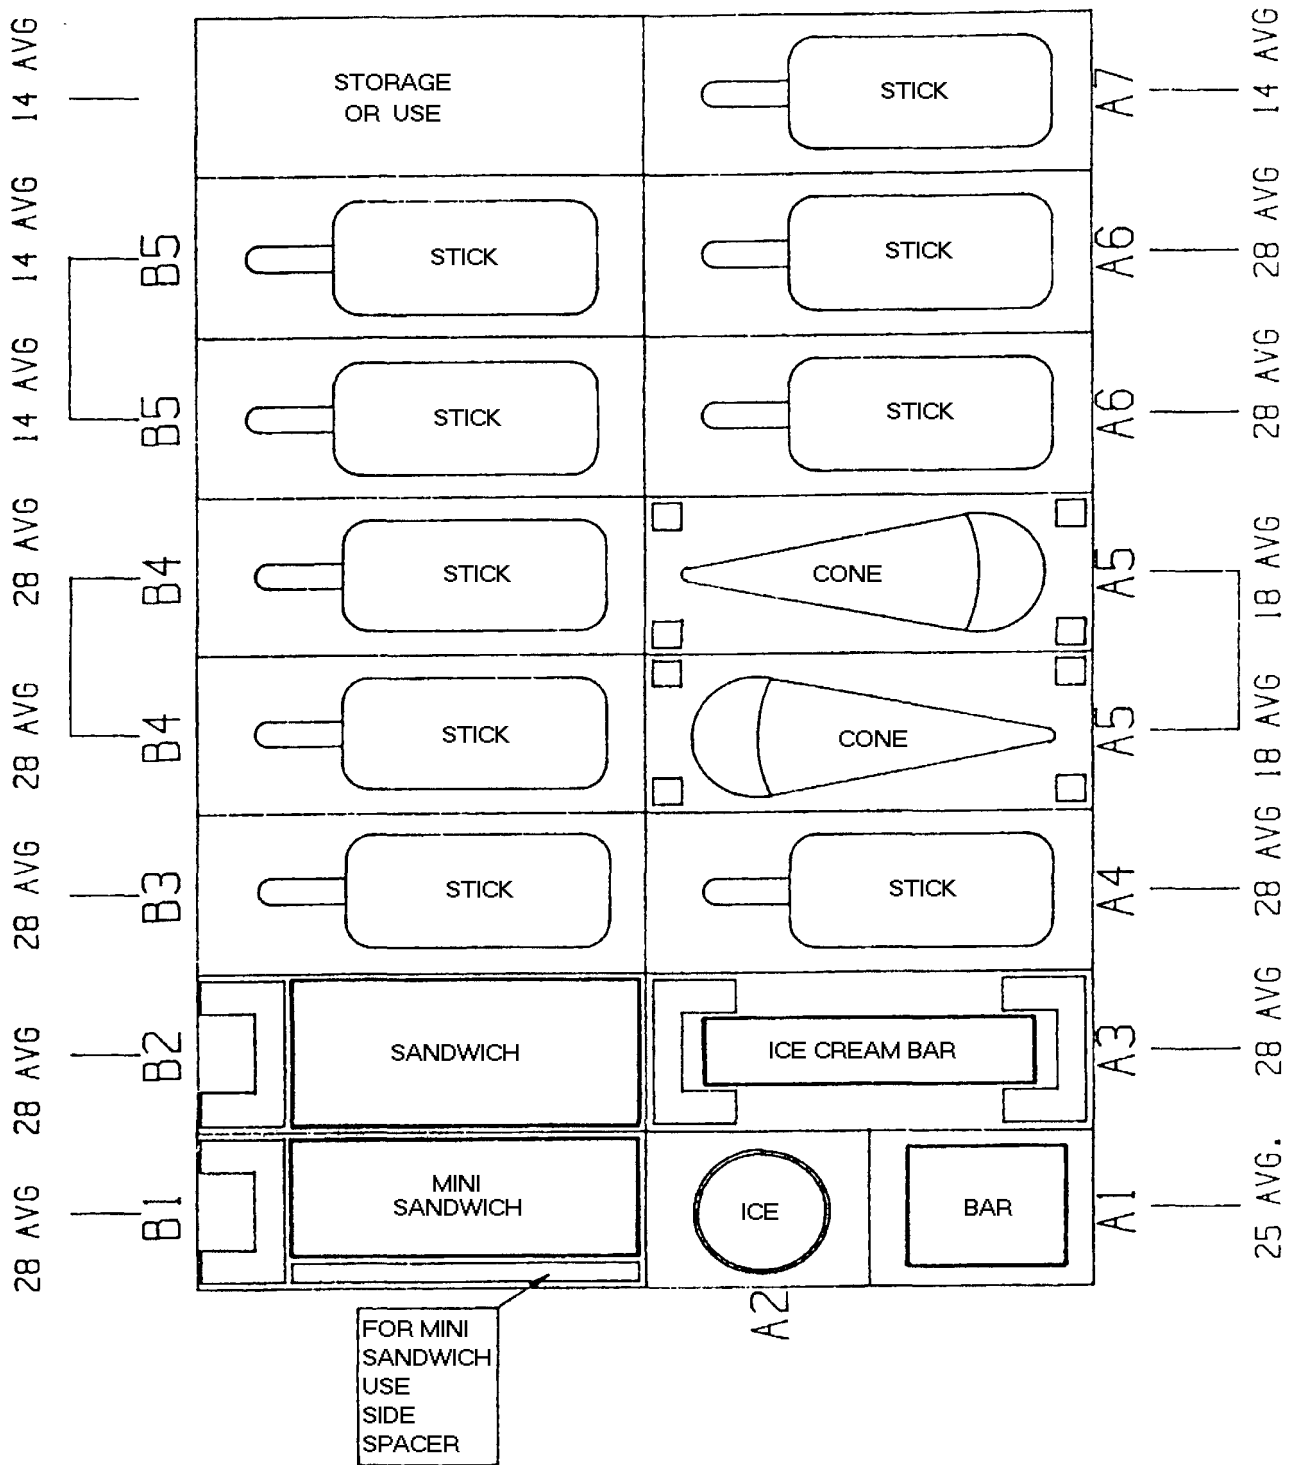 14 AVG
STORAGE
OR USE
STICK
A7
14 AVG
14 AVG
B5
STICK
STICK
A6
28 AVG
14 AVG
B5
STICK
STICK
A6
28 AVG
28 AVG
B4
STICK
CONE
A5
18 AVG
28 AVG
B4
STICK
CONE
A5
18 AVG
28 AVG
B3
STICK
STICK
A4
28 AVG
28 AVG
B2
SANDWICH
ICE CREAM BAR
A3
28 AVG
28 AVG
B1
MINI
SANDWICH
ICE
BAR
A1
25 AVG.
A2
FOR MINI
SANDWICH
USE
SIDE
SPACER